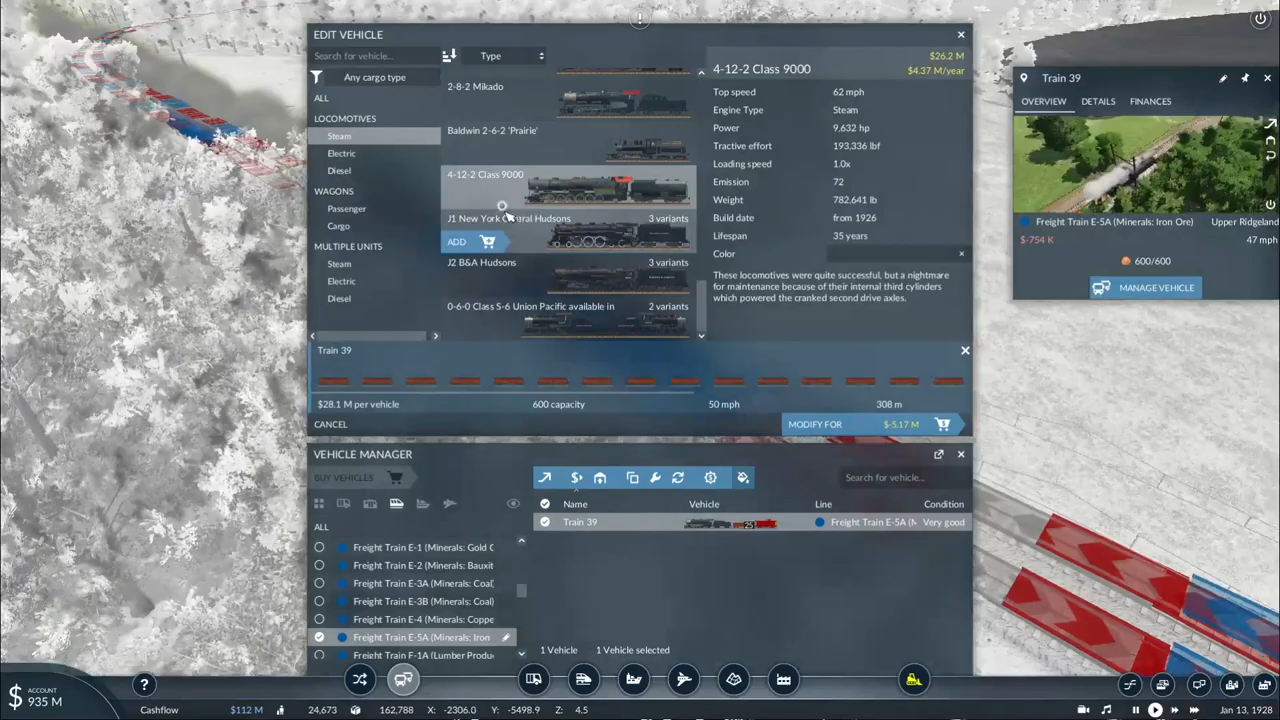 EDIT VEHICLE
Search for vehicle...
Type
Any cargo type
ALL
LOCOMOTIVES
Steam
Electric
Diesel
WAGONS
Passenger
Cargo
MULTIPLE UNITS
Steam
Electric
Diesel
2-8-2 Mikado
Baldwin 2-6-2 'Prairie'
4-12-2 Class 9000
J1 New York Central Hudsons 3 variants
ADD
J2 B&A Hudsons 3 variants
0-6-0 Class S-6 Union Pacific available in 2 variants
$26.2 M
4-12-2 Class 9000 $4.37 M/year
Top speed 62 mph
Engine Type Steam
Power 9,632 hp
Tractive effort 193,336 lbf
Loading speed 1.0x
Emission 72
Weight 782,641 lb
Build date from 1926
Lifespan 35 years
Color
These locomotives were quite successful, but a nightmare
for maintenance because of their internal third cylinders
which powered the cranked second drive axles.
Train 39
$28.1 M per vehicle 600 capacity 50 mph 308 m
CANCEL
MODIFY FOR $-5.17 M
VEHICLE MANAGER
BUY VEHICLES
Search for vehicle...
ALL
Freight Train E-1 (Minerals: Gold
Freight Train E-2 (Minerals: Bauxit
Freight Train E-3A (Minerals: Coal
Freight Train E-3B (Minerals: Coal)
Freight Train E-4 (Minerals: Coppe
Freight Train E-5A (Minerals: Iron
Freight Train F-1A (Lumber Produ
Name Vehicle Line Condition
Train 39 25 Freight Train E-5A (M Very good
1 Vehicle 1 Vehicle selected
Train 39
OVERVIEW DETAILS FINANCES
Freight Train E-5A (Minerals: Iron Ore) Upper Ridgeland
$-754 K 47 mph
600/600
MANAGE VEHICLE
$ ACCOUNT
935 M
?
Cashflow $112 M 24,673 162,788 X: -2306.0 Y: -5498.9 Z: 4.5
Jan 13, 1928